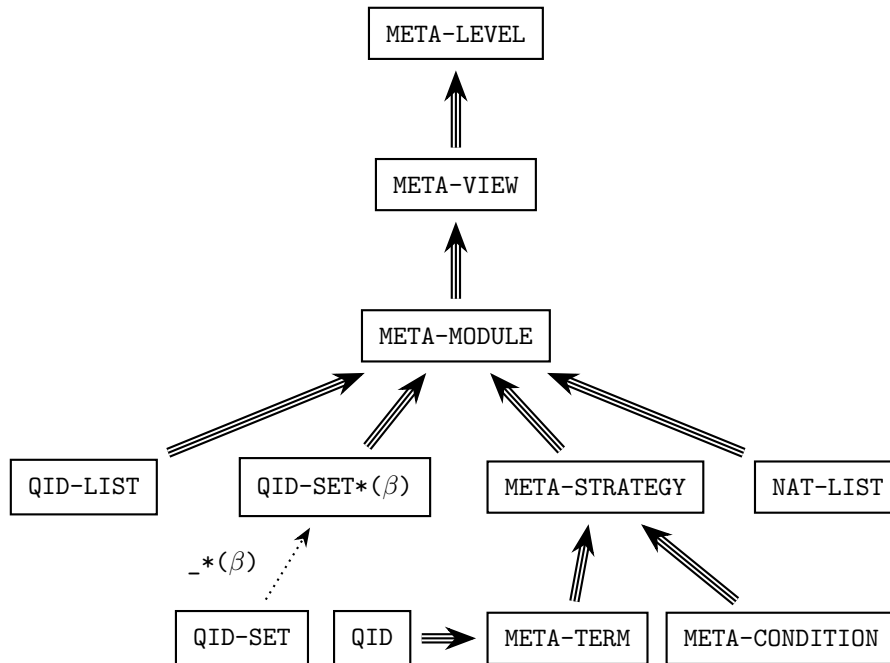 META-LEVEL
META-VIEW
META-MODULE
QID-LIST QID-SET*(β) META-STRATEGY NAT-LIST
_*(β)
QID-SET QID META-TERM META-CONDITION